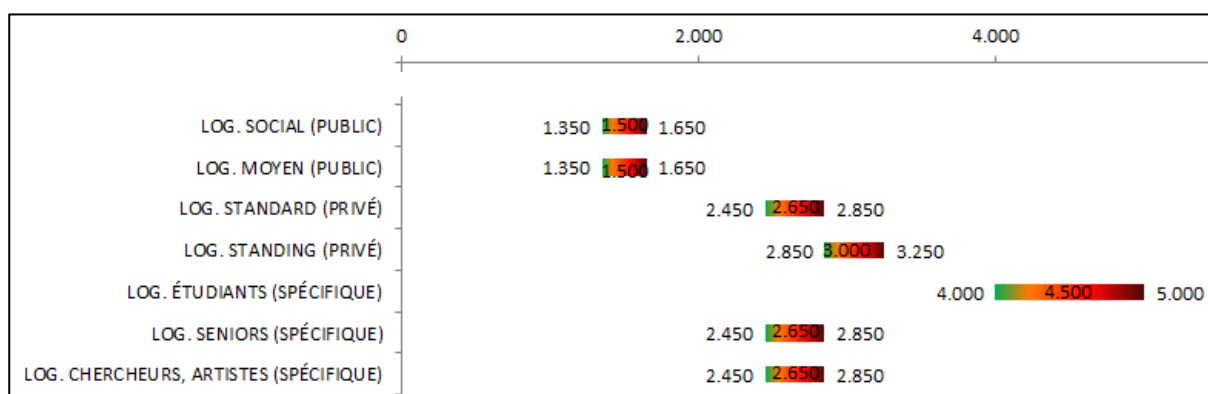 0 2.000 4.000
LOG. SOCIAL (PUBLIC) 1.350 1.500 1.650
LOG. MOYEN (PUBLIC) 1.350 1.500 1.650
LOG. STANDARD (PRIVÉ) 2.450 2.650 2.850
LOG. STANDING (PRIVÉ) 2.850 3.000 3.250
LOG. ÉTUDIANTS (SPÉCIFIQUE) 4.000 4.500 5.000
LOG. SENIORS (SPÉCIFIQUE) 2.450 2.650 2.850
LOG. CHERCHEURS, ARTISTES (SPÉCIFIQUE) 2.450 2.650 2.850